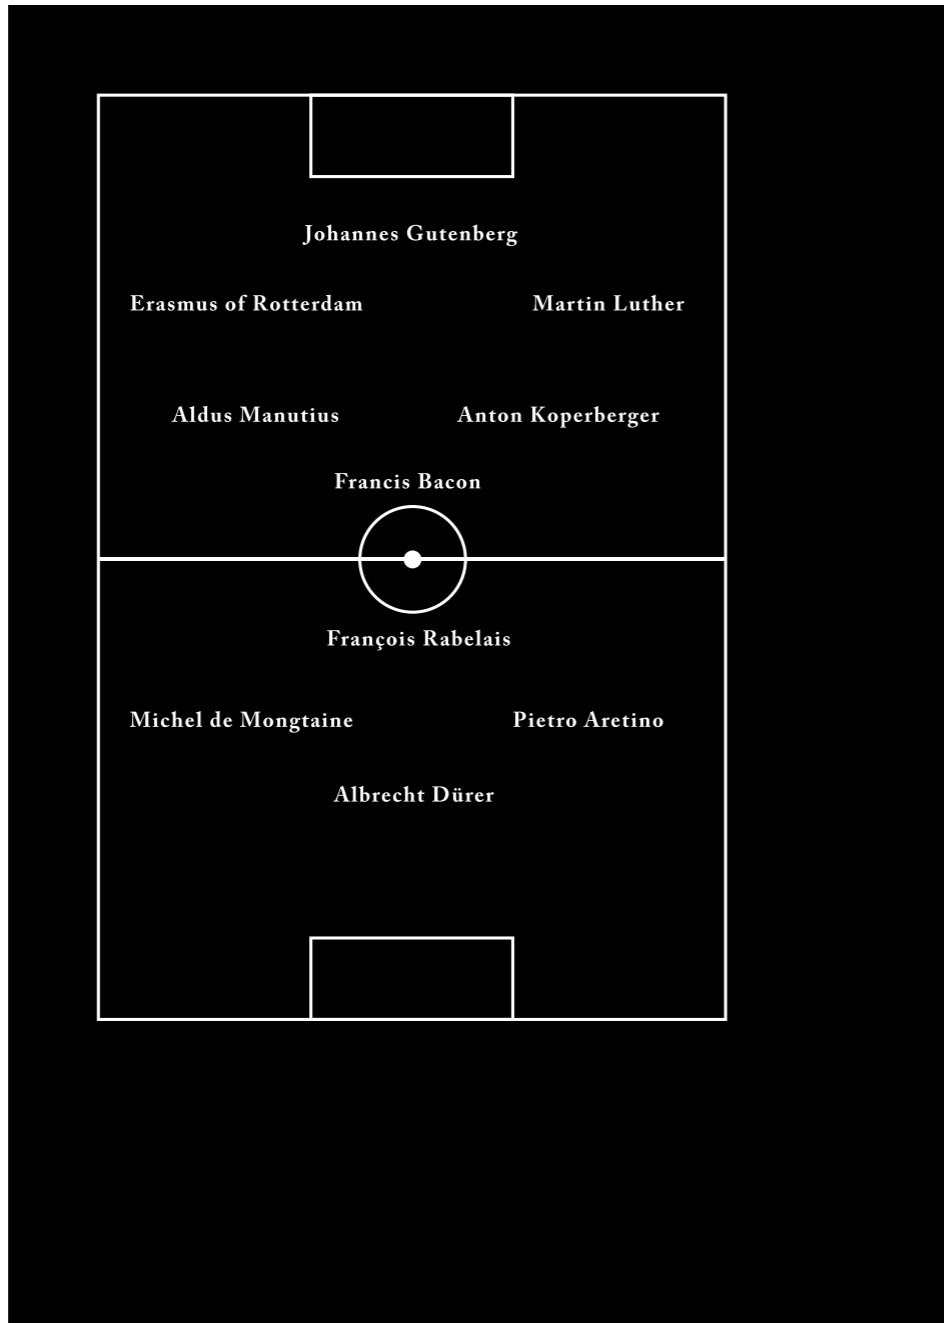 Johannes Gutenberg
Erasmus of Rotterdam
Martin Luther
Aldus Manutius
Anton Koperberger
Francis Bacon
François Rabelais
Michel de Mongtaine
Pietro Aretino
Albrecht Dürer